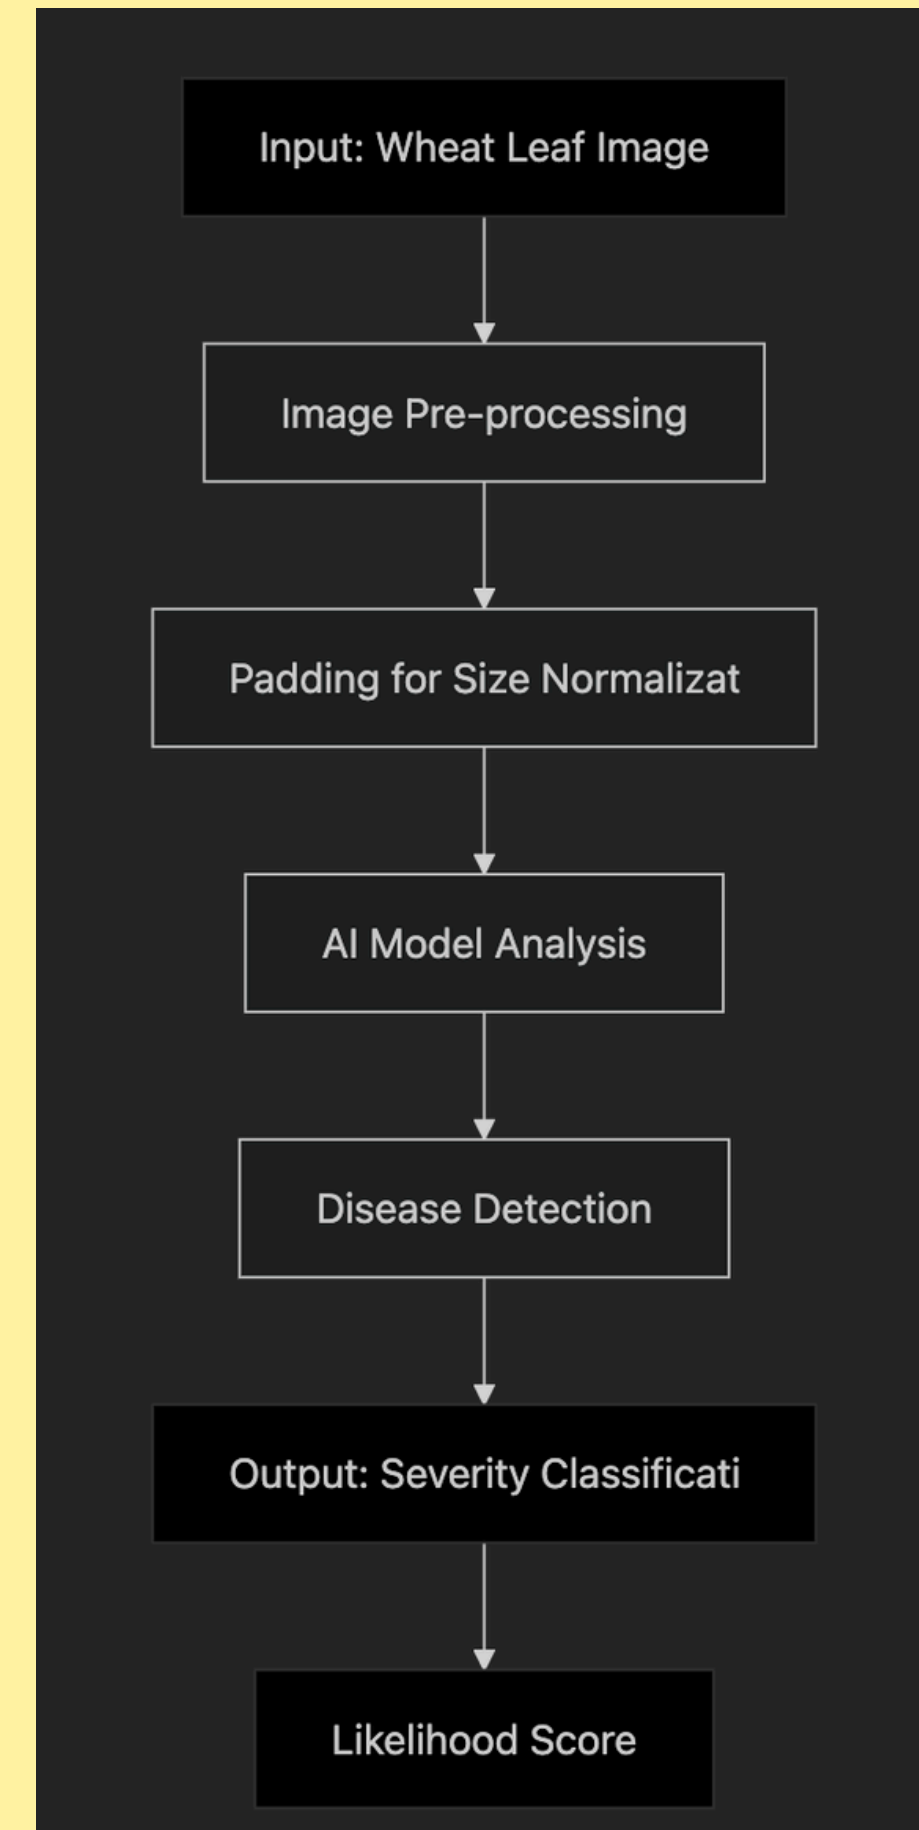 Input: Wheat Leaf Image
Image Pre-processing
Padding for Size Normalizat
AI Model Analysis
Disease Detection
Output: Severity Classificati
Likelihood Score